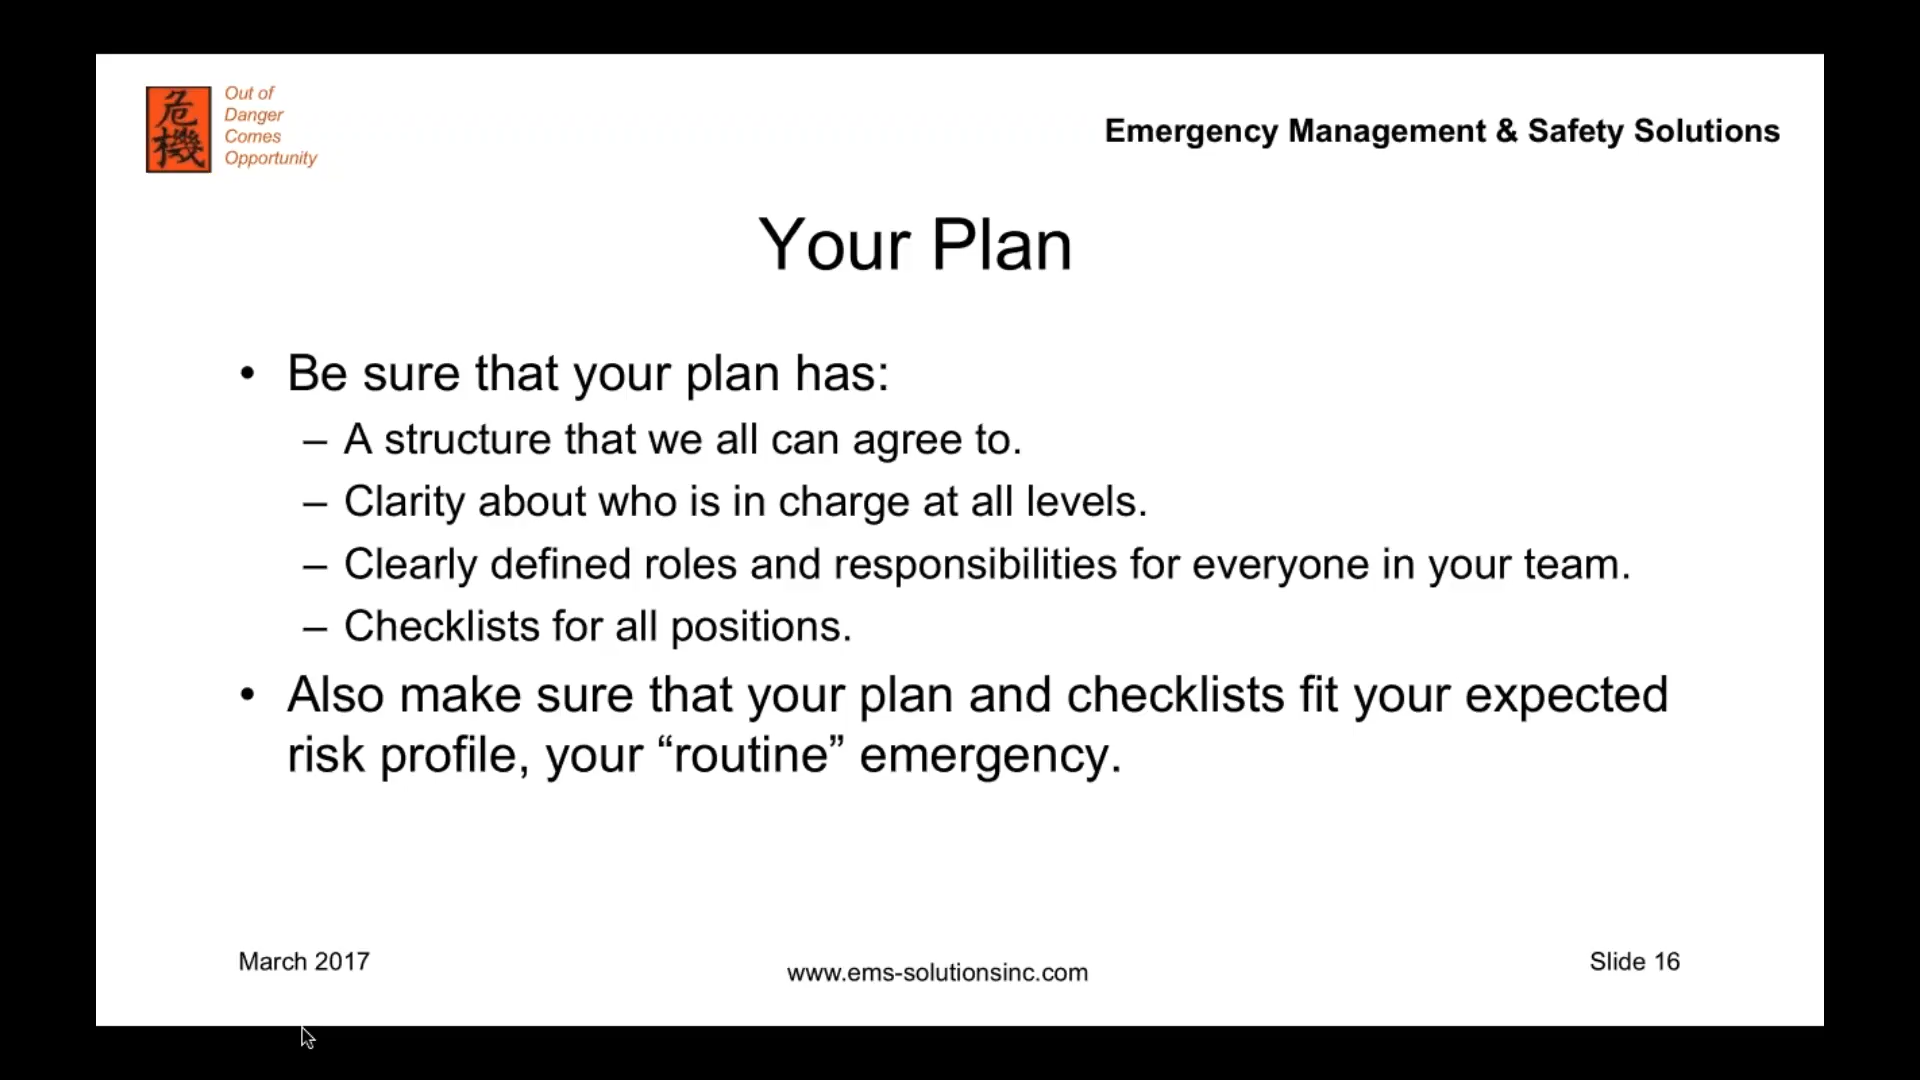 危機
Out of
Danger
Comes
Opportunity
Emergency Management & Safety Solutions
Your Plan
• Be sure that your plan has:
– A structure that we all can agree to.
– Clarity about who is in charge at all levels.
– Clearly defined roles and responsibilities for everyone in your team.
– Checklists for all positions.
• Also make sure that your plan and checklists fit your expected
risk profile, your “routine” emergency.
March 2017
www.ems-solutionsinc.com
Slide 16